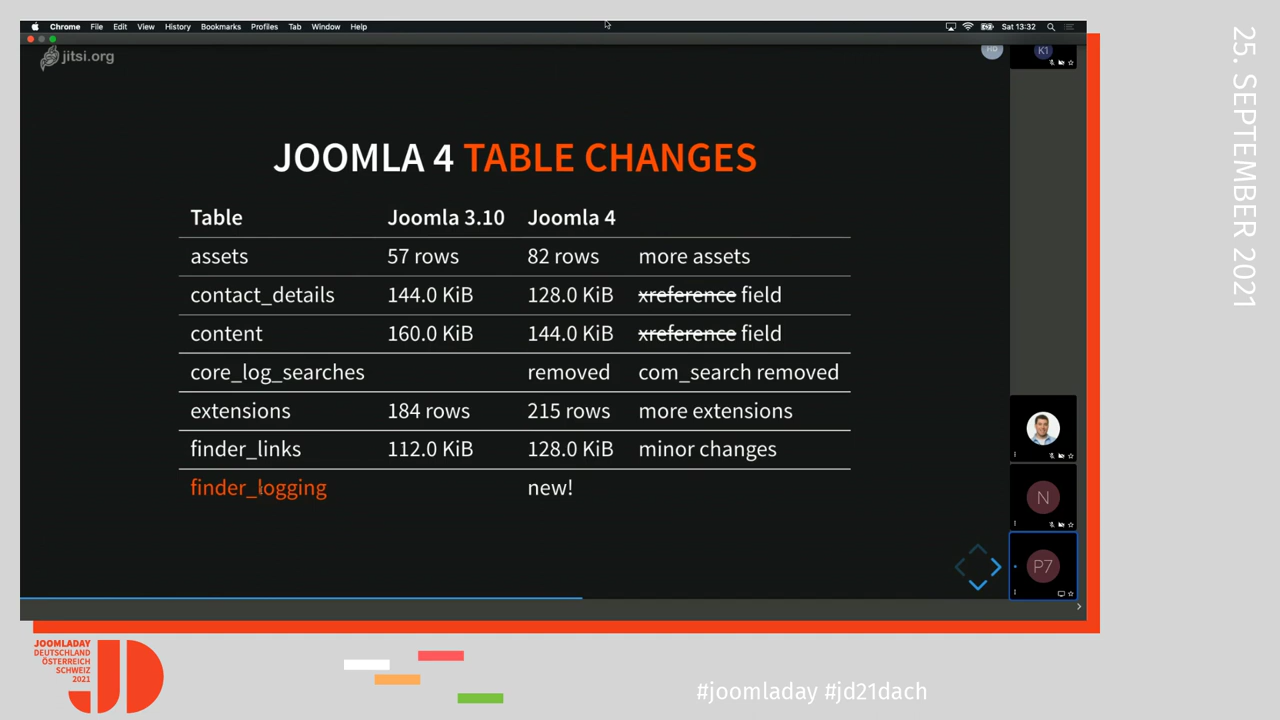 Chrome File Edit View History Bookmarks Profiles Tab Window Help
Sat 13:32
jitsi.org
HD
K1
JOOMLA 4 TABLE CHANGES
Table Joomla 3.10 Joomla 4
assets 57 rows 82 rows more assets
contact_details 144.0 KiB 128.0 KiB xreference field
content 160.0 KiB 144.0 KiB xreference field
core_log_searches removed com_search removed
extensions 184 rows 215 rows more extensions
finder_links 112.0 KiB 128.0 KiB minor changes
finder_logging new!
N
P7
25. SEPTEMBER 2021
JOOMLADAY
DEUTSCHLAND
ÖSTERREICH
SCHWEIZ
2021
#joomladay #jd21dach